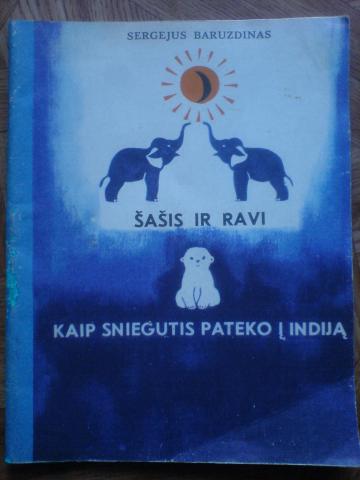 SERGEJUS BARUZDINAS
ŠAŠIS IR RAVI
KAIP SNIEGUTIS PATEKO Į INDIJĄ